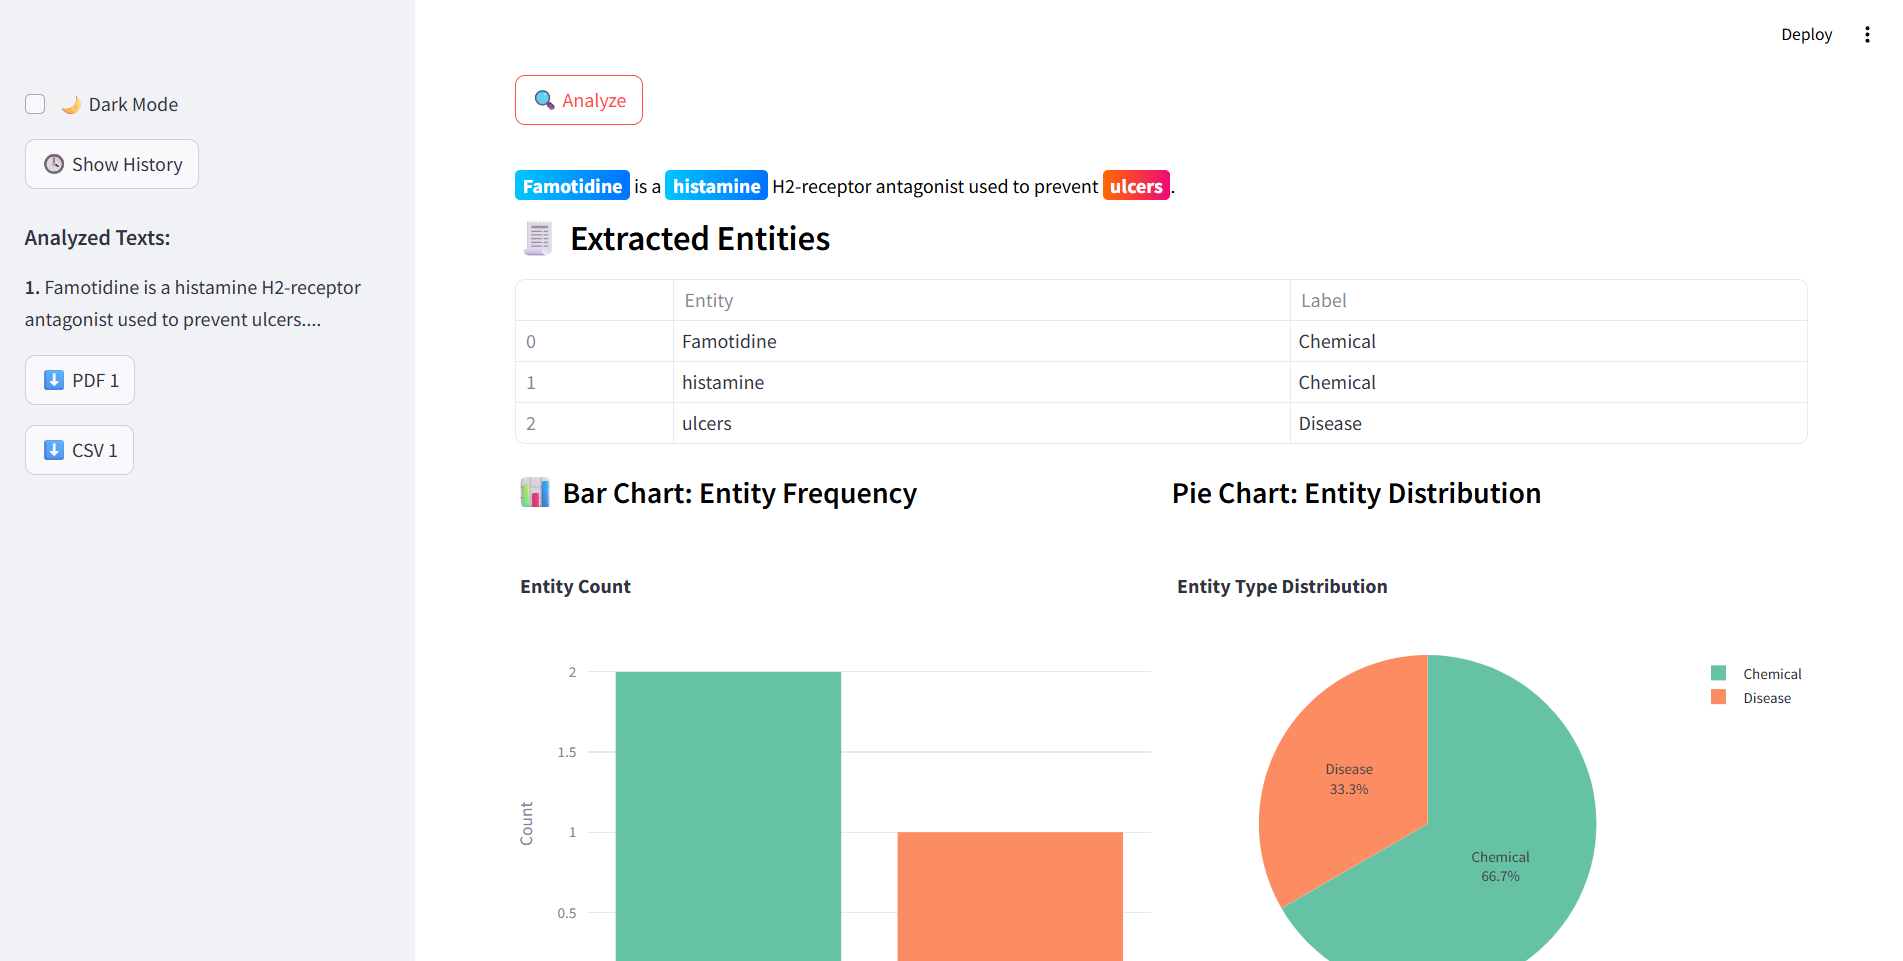 Deploy
Dark Mode
Show History
Analyzed Texts:
1. Famotidine is a histamine H2-receptor
antagonist used to prevent ulcers....
PDF 1
CSV 1
Analyze
Famotidine is a histamine H2-receptor antagonist used to prevent ulcers.
Extracted Entities
Entity Label
0 Famotidine Chemical
1 histamine Chemical
2 ulcers Disease
Bar Chart: Entity Frequency
Entity Count
2
1.5
1
0.5
Count
Pie Chart: Entity Distribution
Entity Type Distribution
Disease
33.3%
Chemical
66.7%
Chemical
Disease